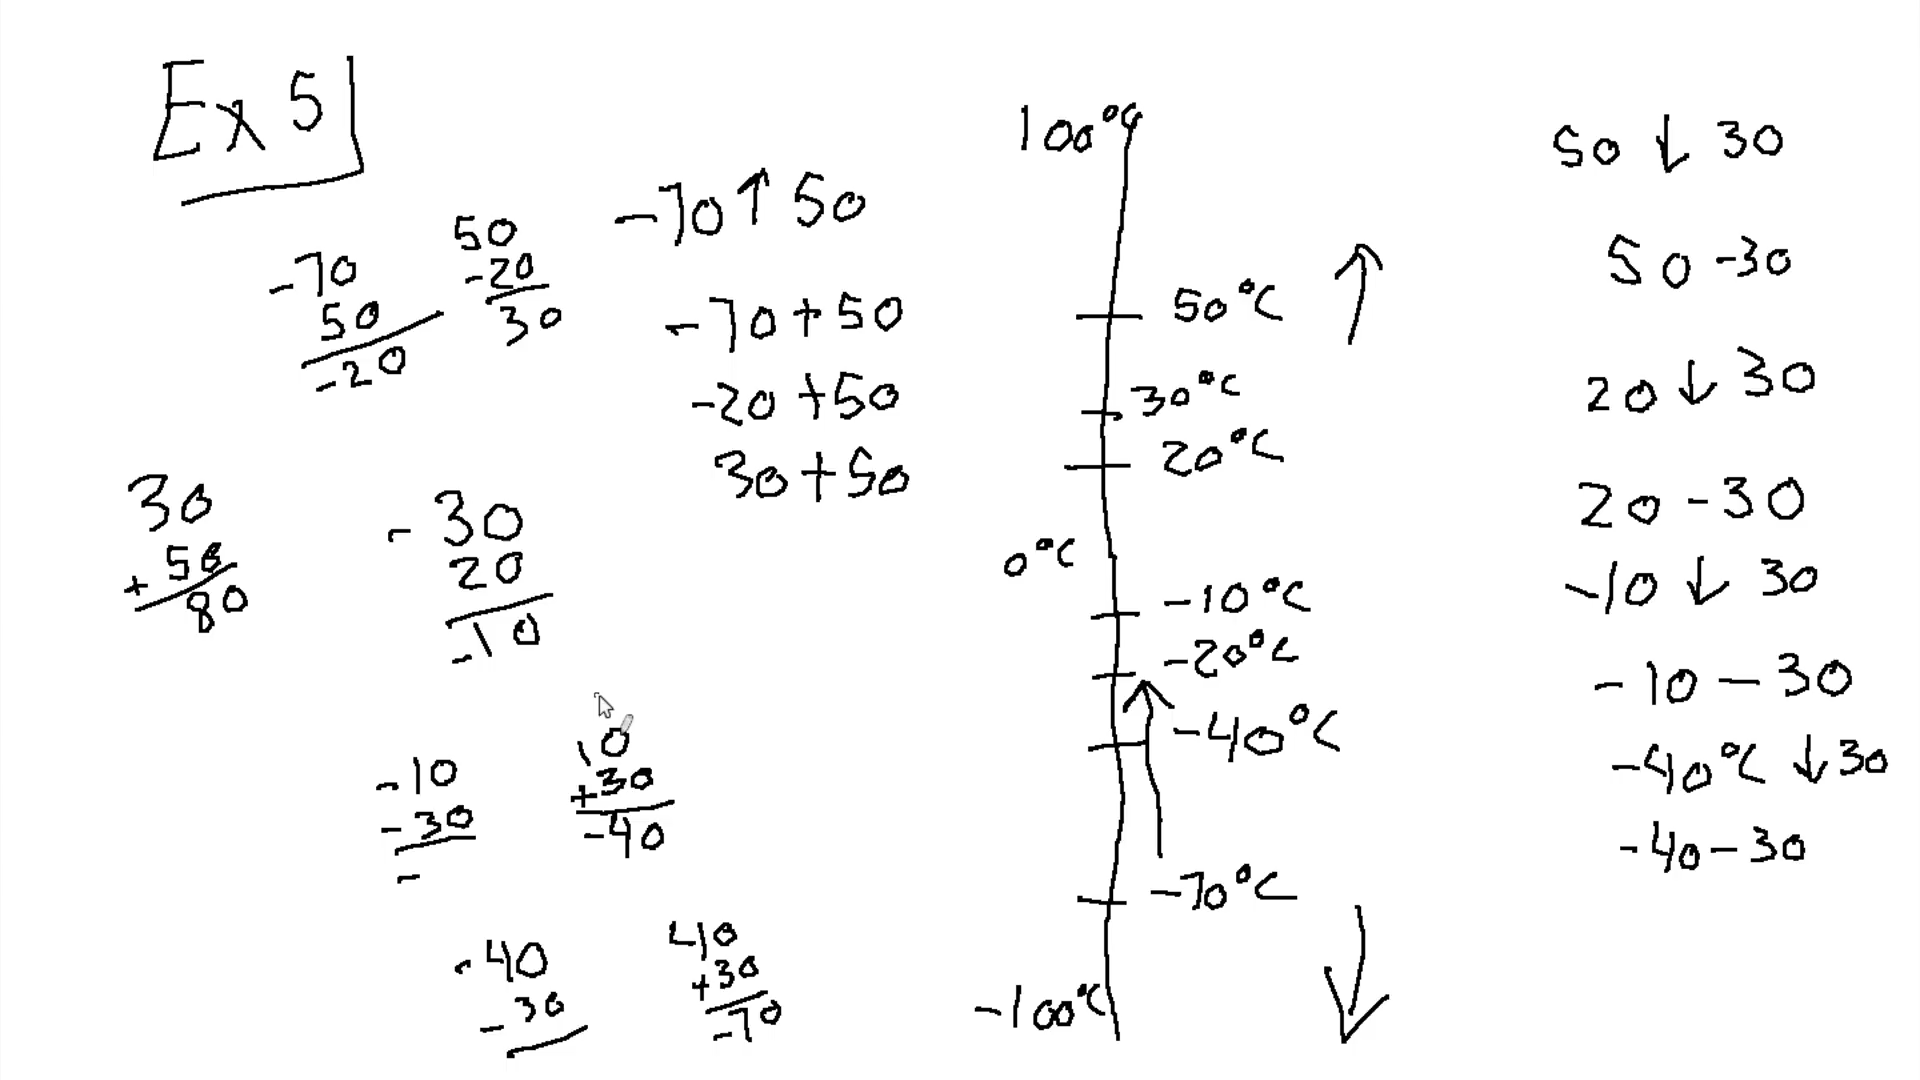 Ex 5
-70
50
-20
50
-20
30
-70 ↑ 50
-70 + 50
-20 + 50
30 + 50
30
+ 50
80
- 30
20
-10
-10
- 30
-
10
+30
-40
-40
- 30
40
+30
-70
100°C
50°C
30°C
20°C
0°C
-10°C
-20°C
-40°C
-70°C
-100°C
50 ↓ 30
50 -30
20 ↓ 30
20 - 30
-10 ↓ 30
- 10 - 30
-40°C ↓ 30
-40 - 30